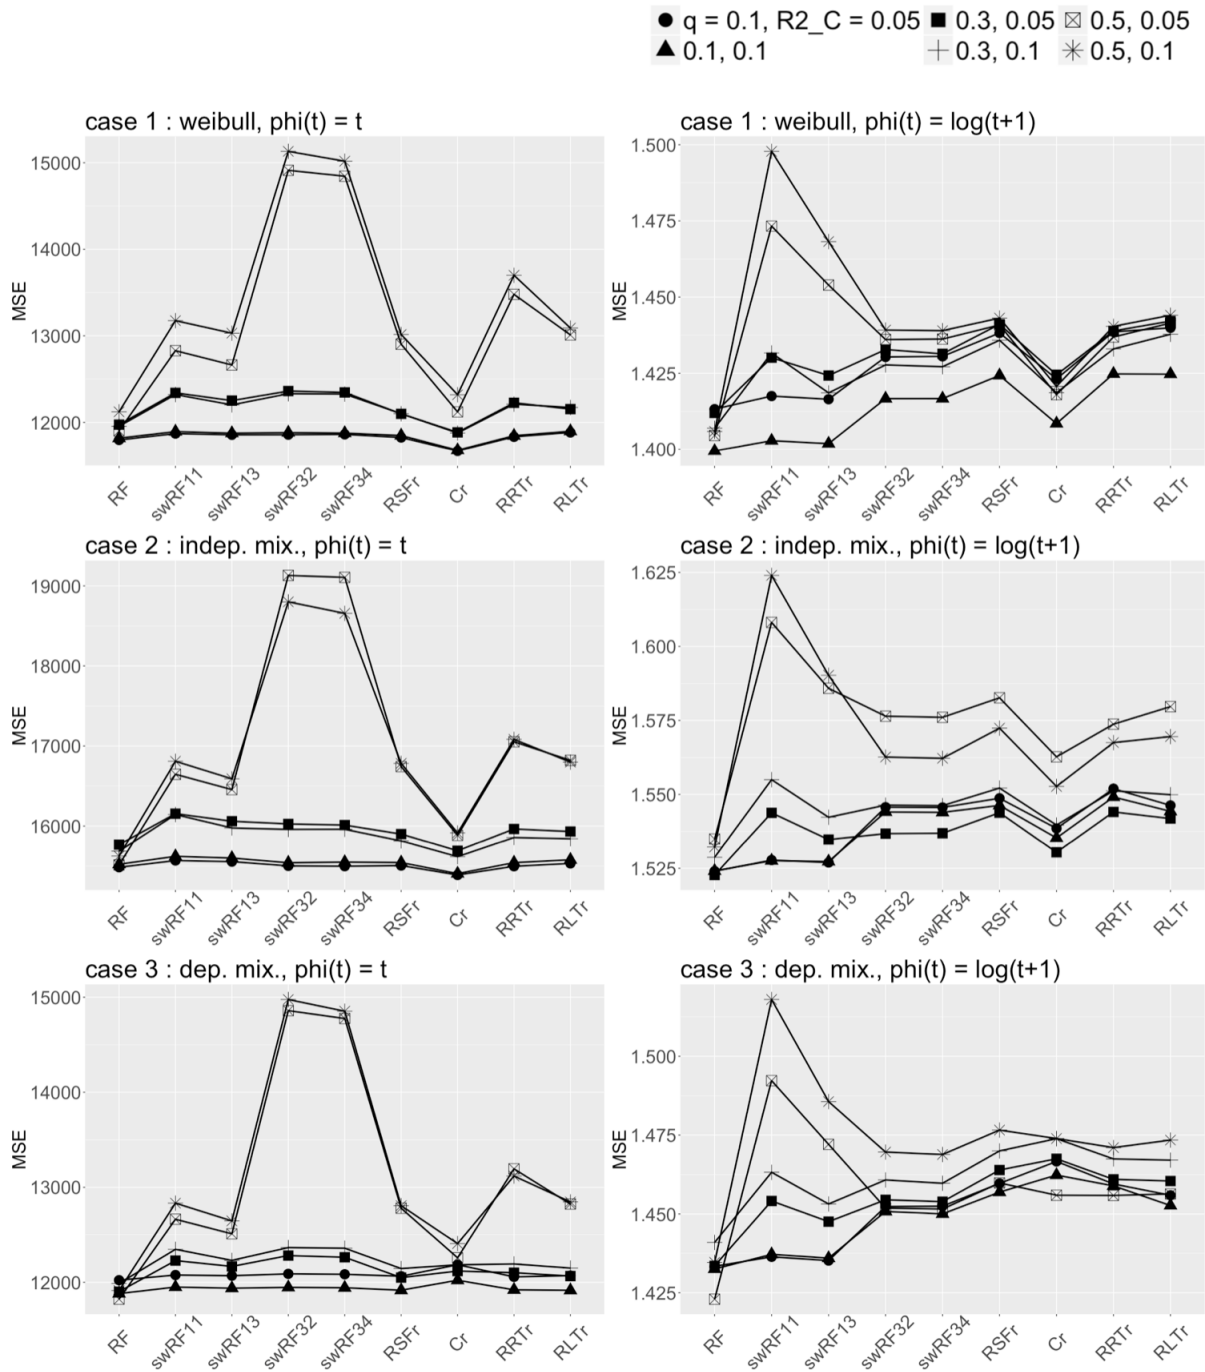 q = 0.1, R2_C = 0.05 0.3, 0.05 0.5, 0.05
0.1, 0.1 0.3, 0.1 0.5, 0.1
case 1 : weibull, phi(t) = t
15000
14000
13000
12000
MSE
RF swRF11 swRF13 swRF32 swRF34 RSFr Cr RRTr RLTr
case 1 : weibull, phi(t) = log(t+1)
1.500
1.475
1.450
1.425
1.400
MSE
RF swRF11 swRF13 swRF32 swRF34 RSFr Cr RRTr RLTr
case 2 : indep. mix., phi(t) = t
19000
18000
17000
16000
MSE
RF swRF11 swRF13 swRF32 swRF34 RSFr Cr RRTr RLTr
case 2 : indep. mix., phi(t) = log(t+1)
1.625
1.600
1.575
1.550
1.525
MSE
RF swRF11 swRF13 swRF32 swRF34 RSFr Cr RRTr RLTr
case 3 : dep. mix., phi(t) = t
15000
14000
13000
12000
MSE
RF swRF11 swRF13 swRF32 swRF34 RSFr Cr RRTr RLTr
case 3 : dep. mix., phi(t) = log(t+1)
1.500
1.475
1.450
1.425
MSE
RF swRF11 swRF13 swRF32 swRF34 RSFr Cr RRTr RLTr